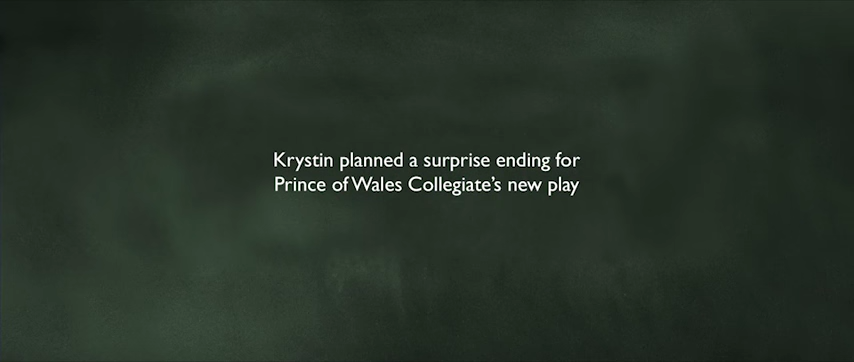 Krystin planned a surprise ending for
Prince of Wales Collegiate’s new play